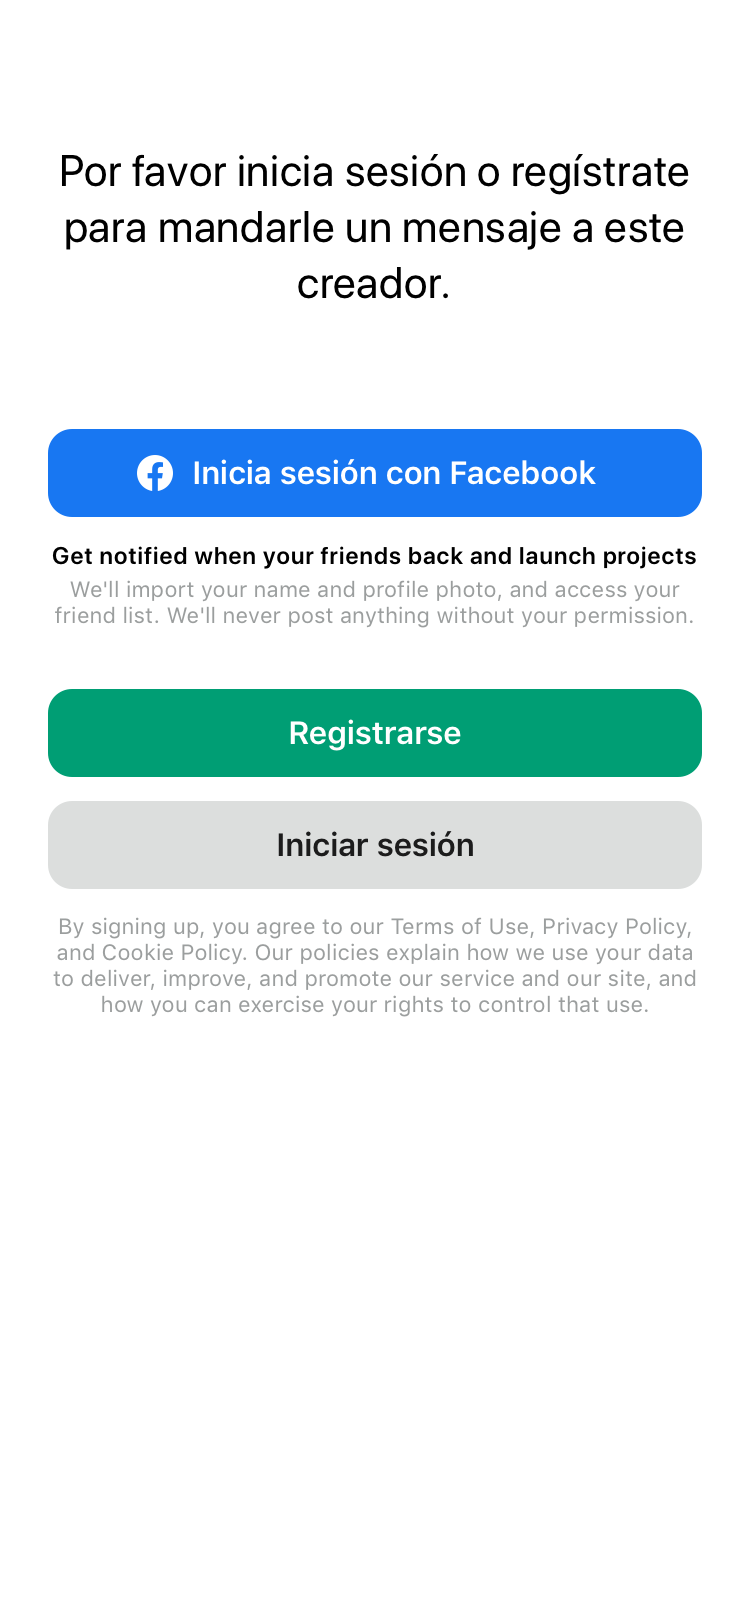 Por favor inicia sesión o regístrate
para mandarle un mensaje a este
creador.
Inicia sesión con Facebook
Get notified when your friends back and launch projects
We'll import your name and profile photo, and access your
friend list. We'll never post anything without your permission.
Registrarse
Iniciar sesión
By signing up, you agree to our Terms of Use, Privacy Policy,
and Cookie Policy. Our policies explain how we use your data
to deliver, improve, and promote our service and our site, and
how you can exercise your rights to control that use.